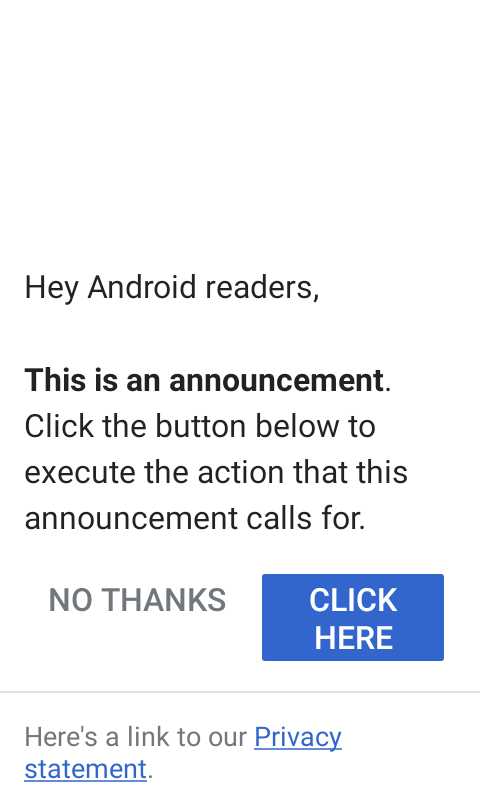 Hey Android readers,
This is an announcement.
Click the button below to
execute the action that this
announcement calls for.
NO THANKS
CLICK
HERE
Here's a link to our Privacy
statement.